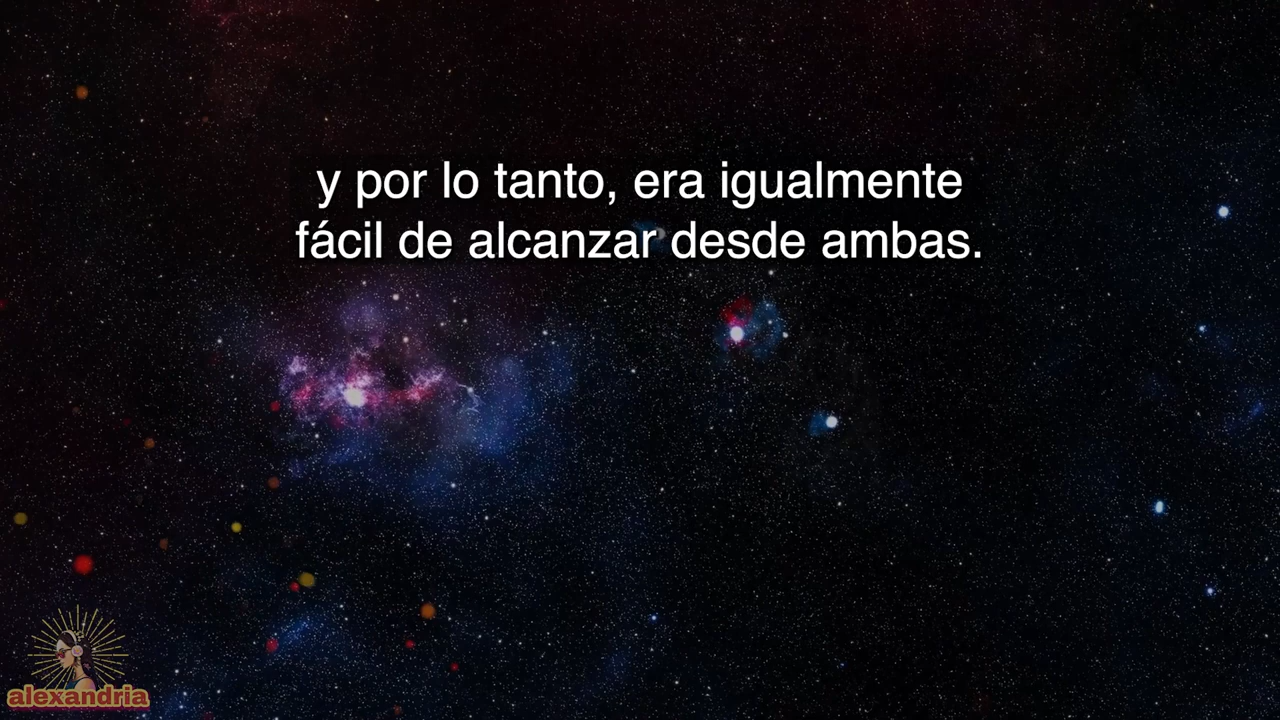 y por lo tanto, era igualmente
fácil de alcanzar desde ambas.
alexandria